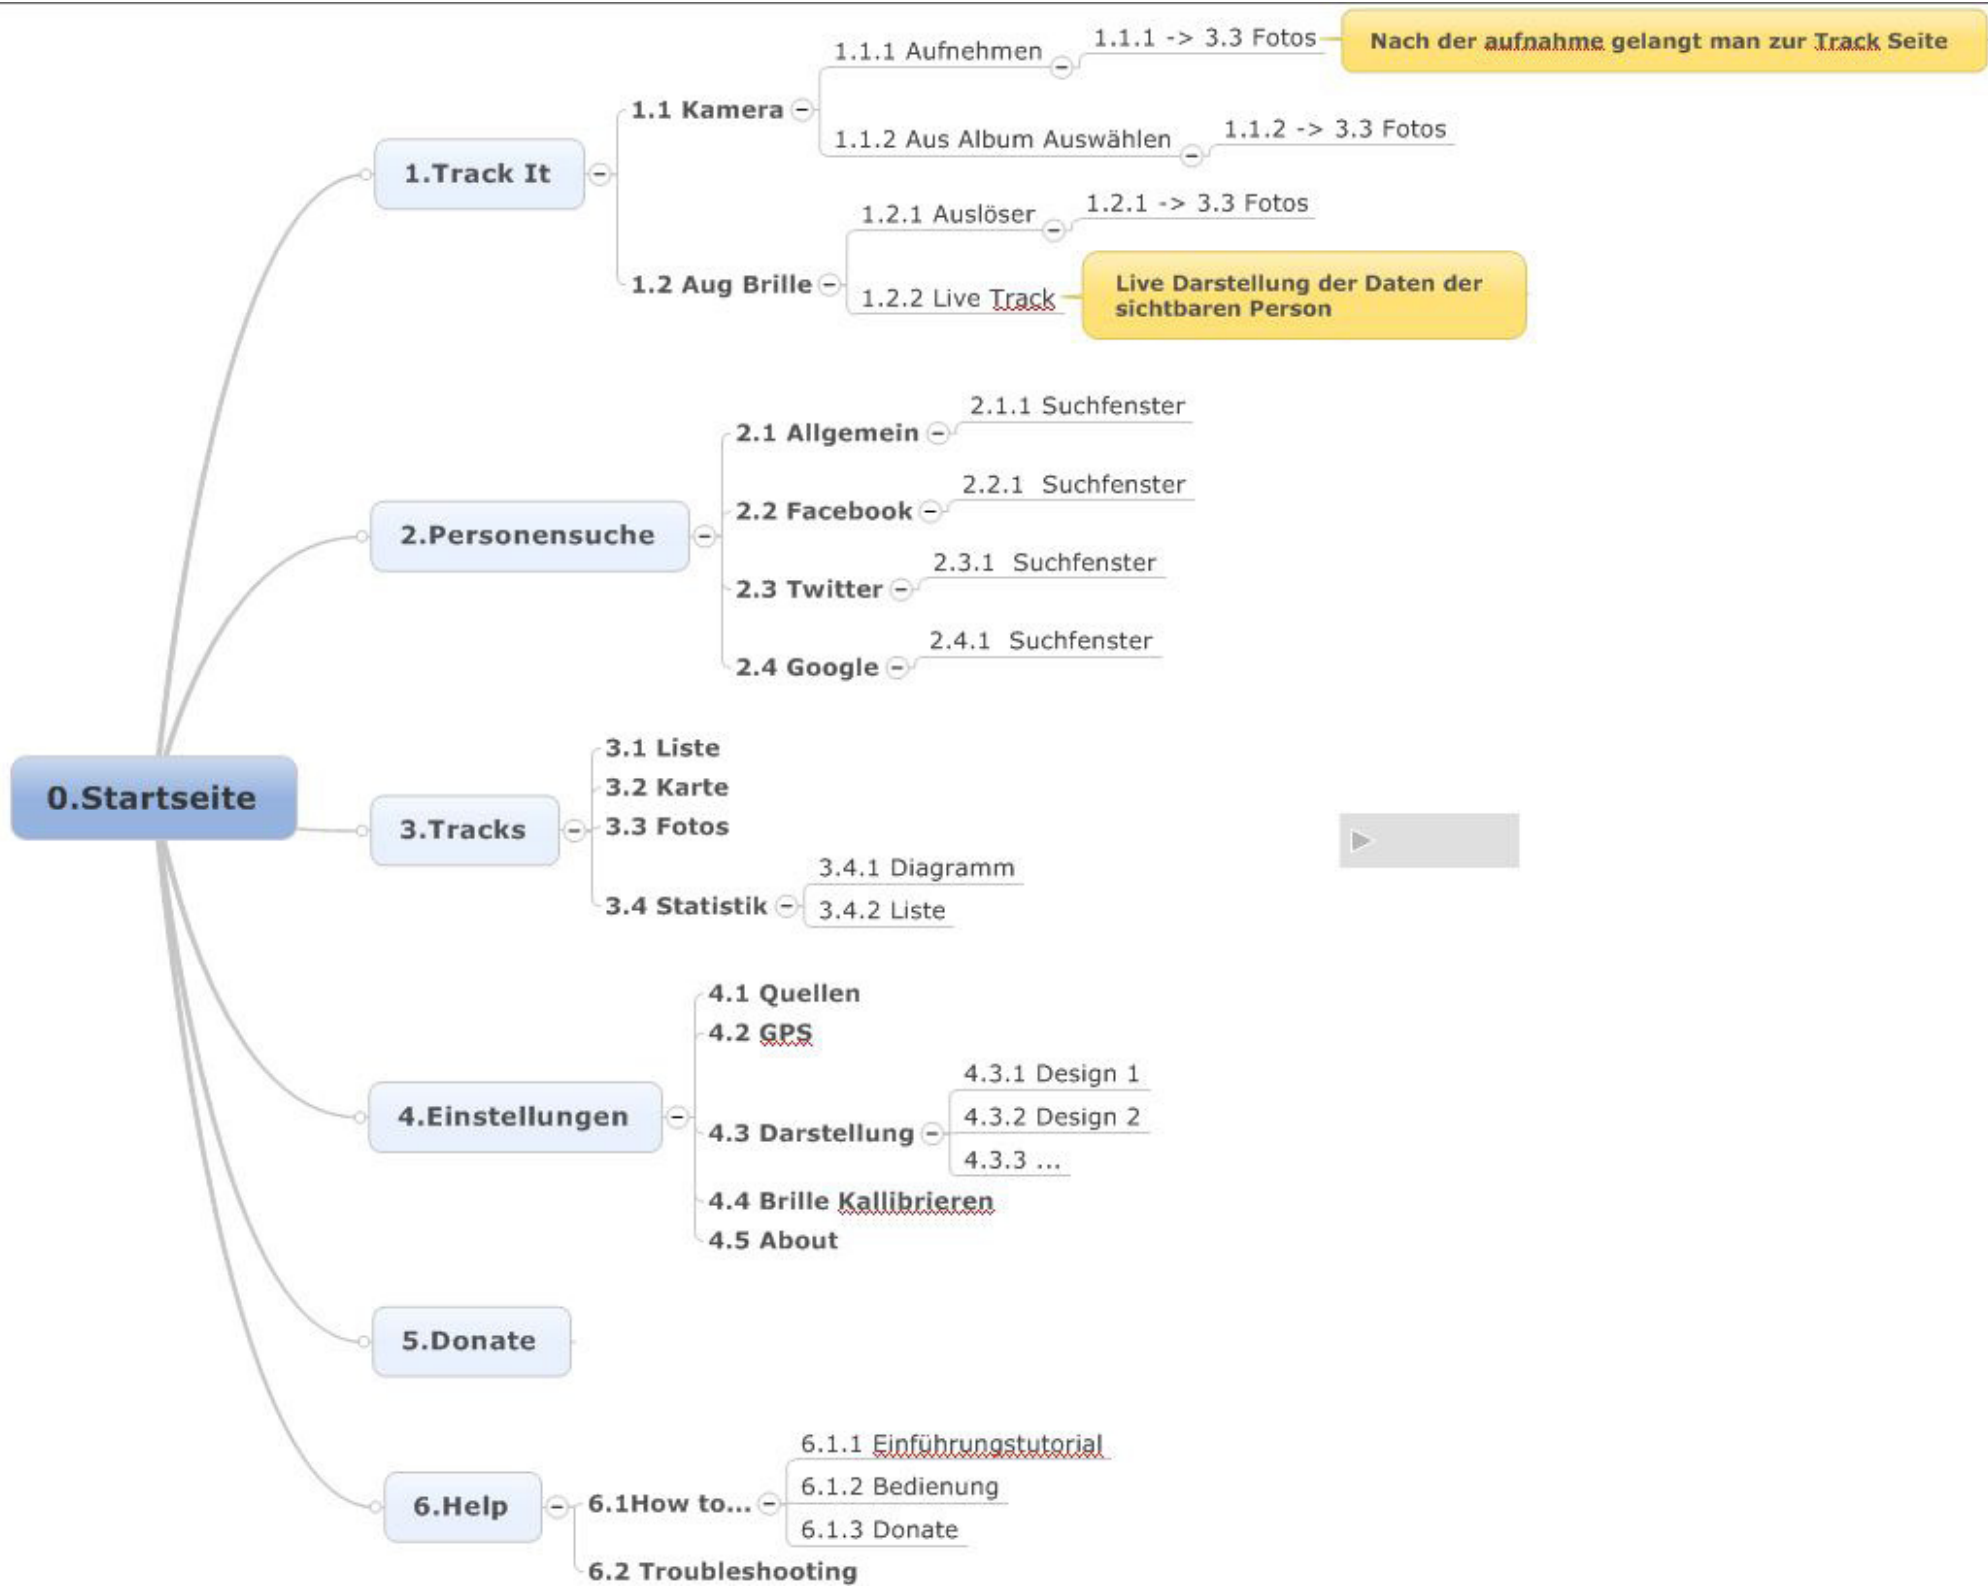 1.1.1 Aufnehmen
1.1.1 -> 3.3 Fotos
Nach der aufnahme gelangt man zur Track Seite
1.1 Kamera
1.1.2 Aus Album Auswählen
1.1.2 -> 3.3 Fotos
1.Track It
1.2.1 Auslöser
1.2.1 -> 3.3 Fotos
1.2 Aug Brille
1.2.2 Live Track
Live Darstellung der Daten der
sichtbaren Person
2.1.1 Suchfenster
2.1 Allgemein
2.2.1  Suchfenster
2.2 Facebook
2.Personensuche
2.3.1  Suchfenster
2.3 Twitter
2.4.1  Suchfenster
2.4 Google
0.Startseite
3.1 Liste
3.2 Karte
3.Tracks
3.3 Fotos
3.4.1 Diagramm
3.4 Statistik
3.4.2 Liste
4.1 Quellen
4.2 GPS
4.3.1 Design 1
4.Einstellungen
4.3.2 Design 2
4.3 Darstellung
4.3.3 ...
4.4 Brille Kallibrieren
4.5 About
5.Donate
6.1.1 Einführungstutorial
6.1.2 Bedienung
6.Help
6.1How to...
6.1.3 Donate
6.2 Troubleshooting